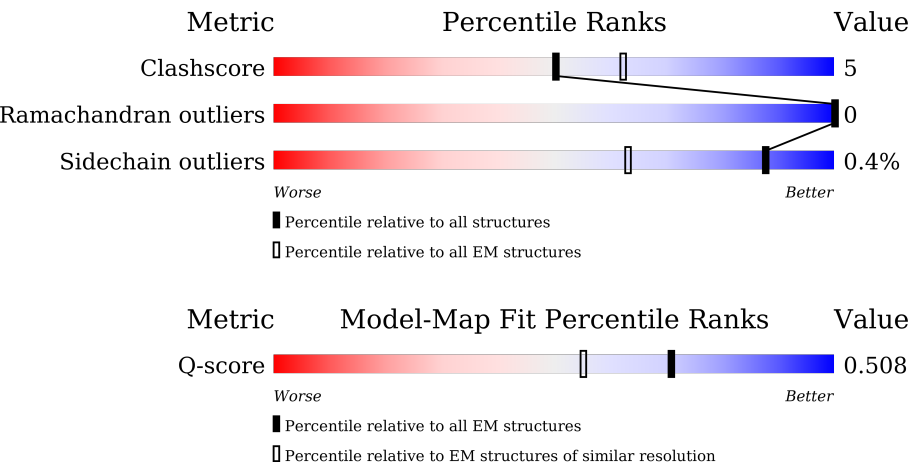 Metric Percentile Ranks Value
Clashscore 5
Ramachandran outliers 0
Sidechain outliers 0.4%
Worse Better
Percentile relative to all structures
Percentile relative to all EM structures
Metric Model-Map Fit Percentile Ranks Value
Q-score 0.508
Worse Better
Percentile relative to all EM structures
Percentile relative to EM structures of similar resolution